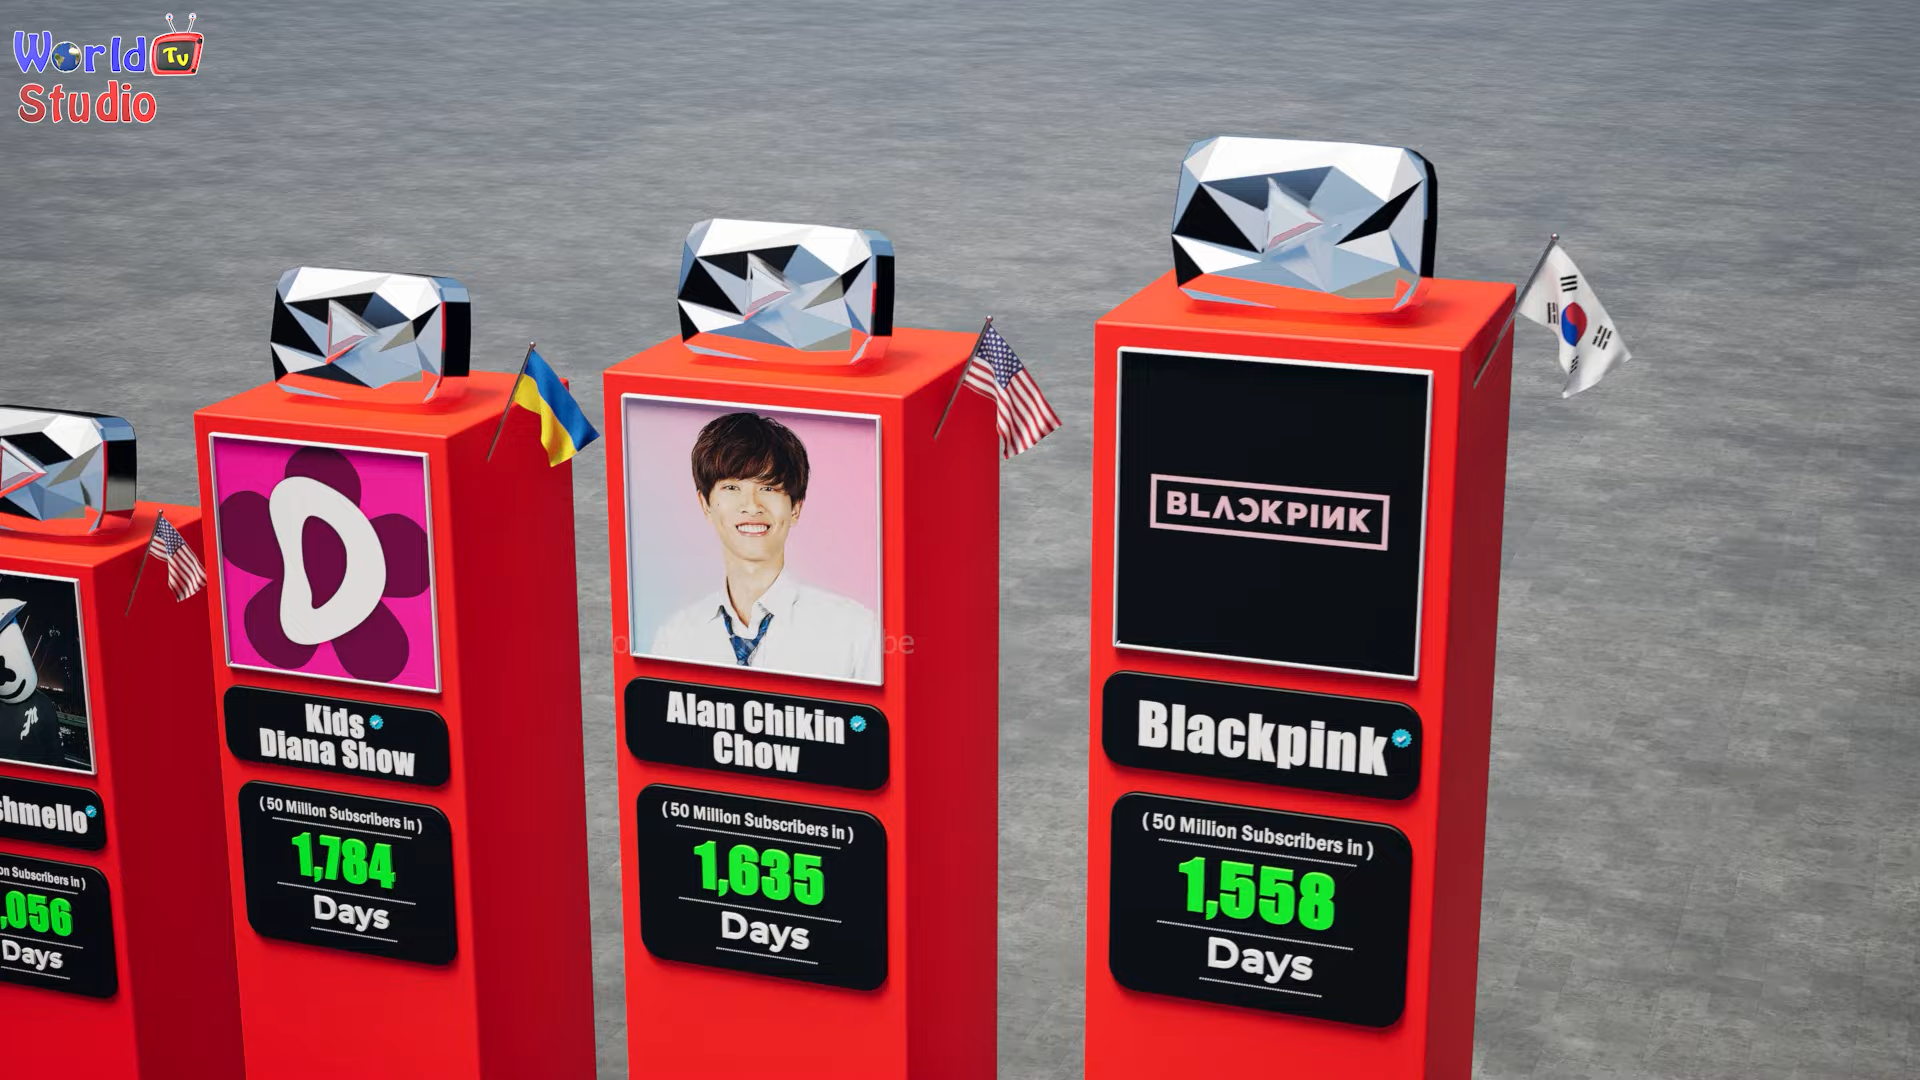 World Tv
Studio
shmello
on Subscribers in )
,056
Days
Kids
Diana Show
( 50 Million Subscribers in )
1,784
Days
Alan Chikin
Chow
( 50 Million Subscribers in )
1,635
Days
BLACKPINK
Blackpink
( 50 Million Subscribers in )
1,558
Days